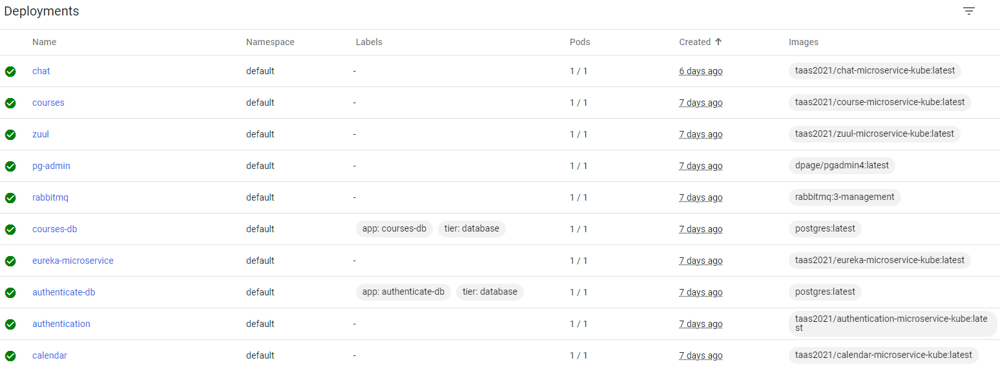 Deployments
Name Namespace Labels Pods Created Images
chat default - 1 / 1 6 days ago taas2021/chat-microservice-kube:latest
courses default - 1 / 1 7 days ago taas2021/course-microservice-kube:latest
zuul default - 1 / 1 7 days ago taas2021/zuul-microservice-kube:latest
pg-admin default - 1 / 1 7 days ago dpage/pgadmin4:latest
rabbitmq default - 1 / 1 7 days ago rabbitmq:3-management
courses-db default app: courses-db tier: database 1 / 1 7 days ago postgres:latest
eureka-microservice default - 1 / 1 7 days ago taas2021/eureka-microservice-kube:latest
authenticate-db default app: authenticate-db tier: database 1 / 1 7 days ago postgres:latest
authentication default - 1 / 1 7 days ago taas2021/authentication-microservice-kube:late
st
calendar default - 1 / 1 7 days ago taas2021/calendar-microservice-kube:latest